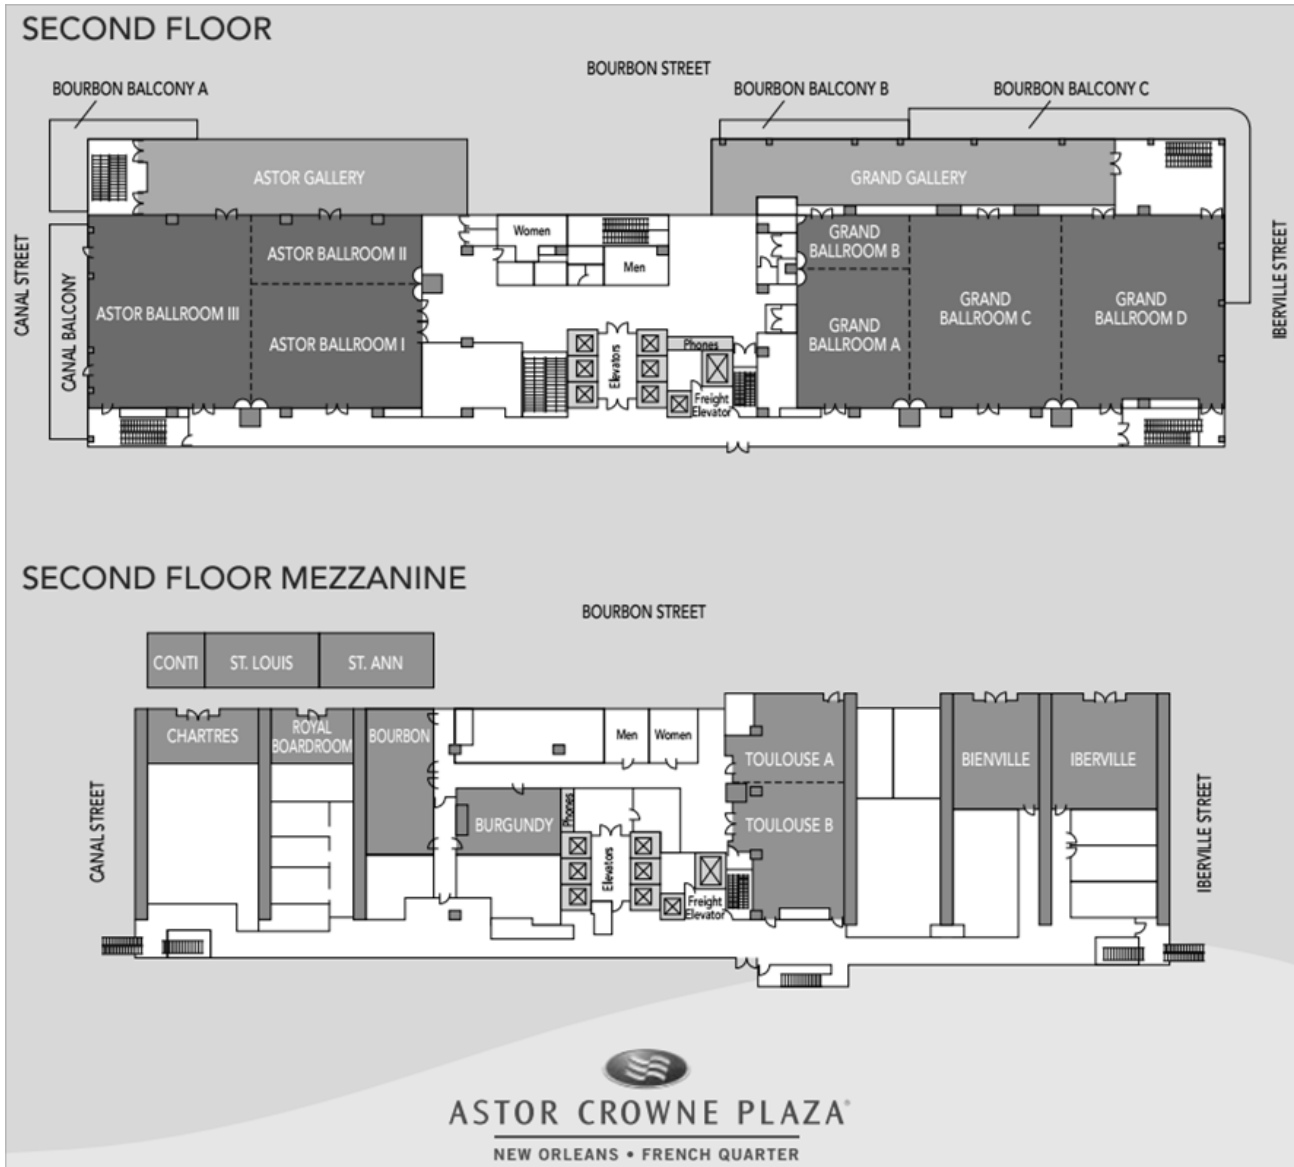 SECOND FLOOR
BOURBON STREET
BOURBON BALCONY A
BOURBON BALCONY B
BOURBON BALCONY C
ASTOR GALLERY
GRAND GALLERY
CANAL STREET
CANAL BALCONY
ASTOR BALLROOM III
ASTOR BALLROOM II
ASTOR BALLROOM I
Women
Men
Elevators
Phones
Freight
Elevator
GRAND
BALLROOM B
GRAND
BALLROOM A
GRAND
BALLROOM C
GRAND
BALLROOM D
IBERVILLE STREET
SECOND FLOOR MEZZANINE
BOURBON STREET
CONTI
ST. LOUIS
ST. ANN
CHARTRES
ROYAL
BOARDROOM
BOURBON
Men
Women
TOULOUSE A
TOULOUSE B
BIENVILLE
IBERVILLE
CANAL STREET
BURGUNDY
Phones
Elevators
Freight
Elevator
IBERVILLE STREET
ASTOR CROWNE PLAZA®
NEW ORLEANS • FRENCH QUARTER